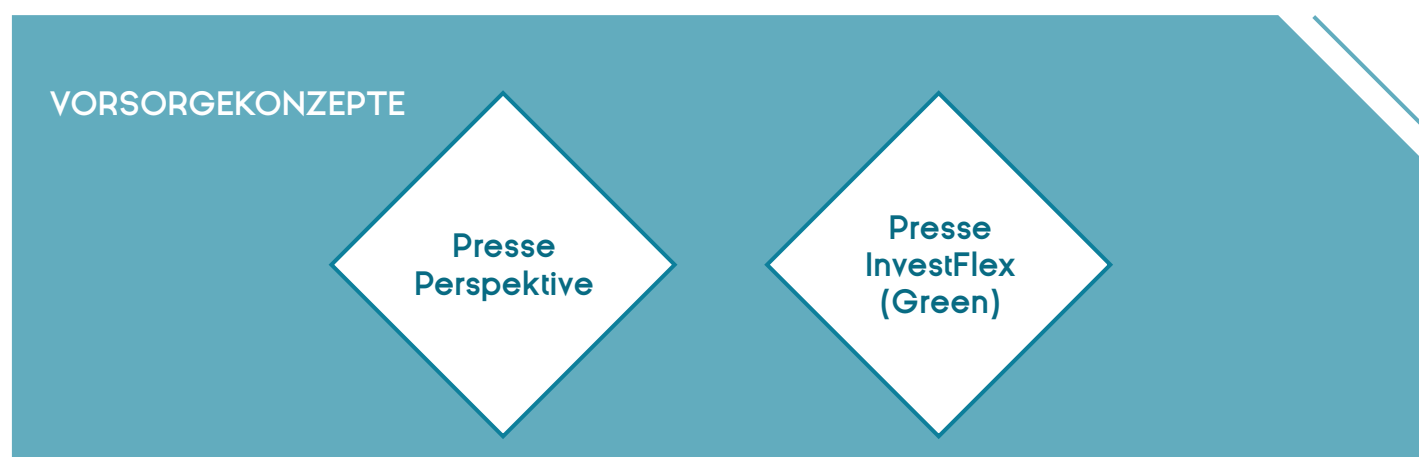 VORSORGEKONZEPTE
Presse
Perspektive
Presse
InvestFlex
(Green)